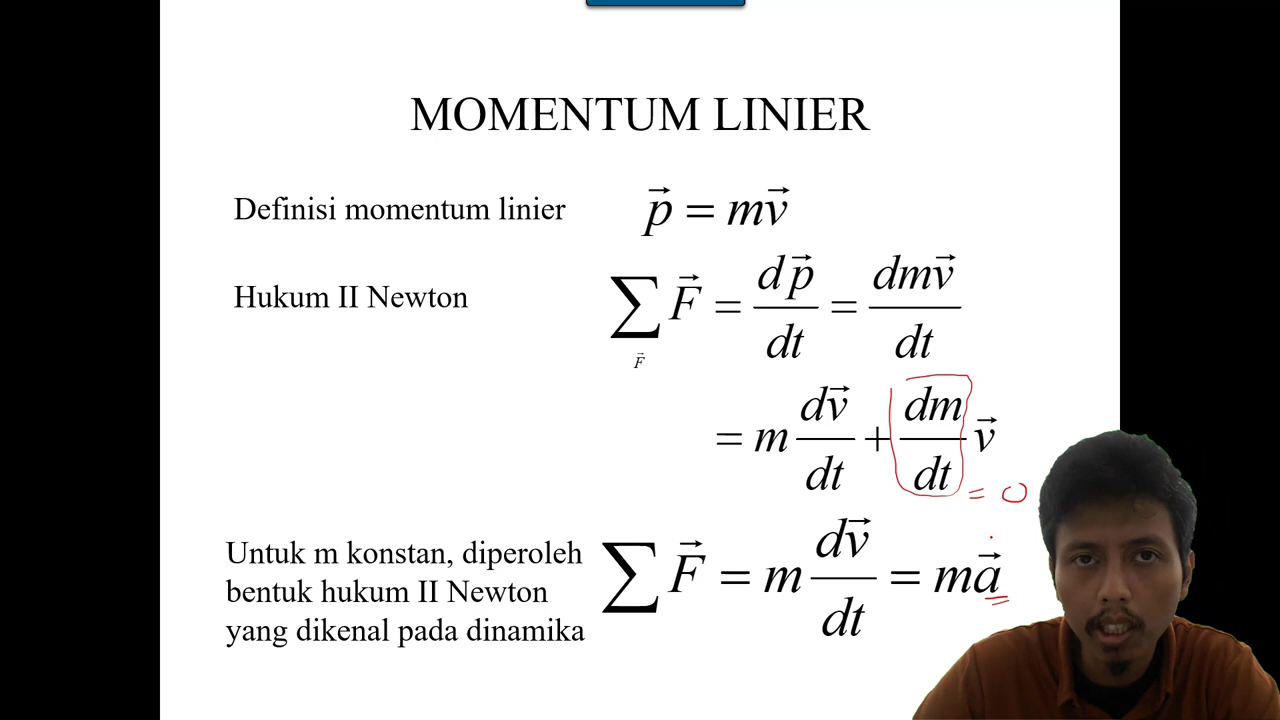 MOMENTUM LINIER
Definisi momentum linier
p⃗ = mv⃗
Hukum II Newton
∑ F⃗ = dp⃗/dt = dmv⃗/dt
F⃗
= m dv⃗/dt + dm/dt v⃗
= 0
Untuk m konstan, diperoleh
bentuk hukum II Newton
yang dikenal pada dinamika
∑ F⃗ = m dv⃗/dt = ma⃗